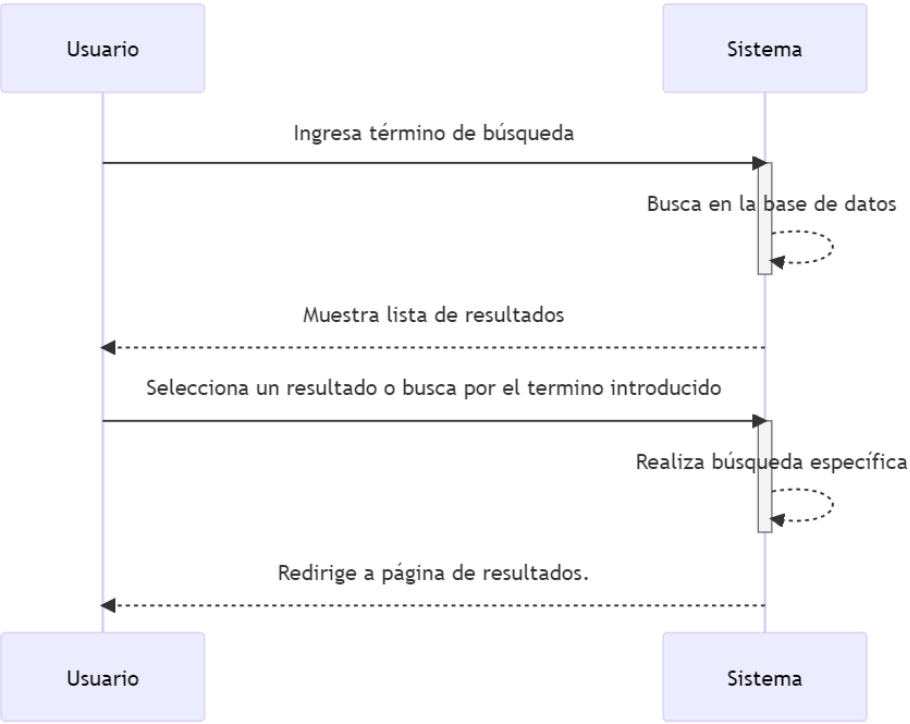 Usuario
Sistema
Ingresa término de búsqueda
Busca en la base de datos
Muestra lista de resultados
Selecciona un resultado o busca por el termino introducido
Realiza búsqueda específica
Redirige a página de resultados.
Usuario
Sistema